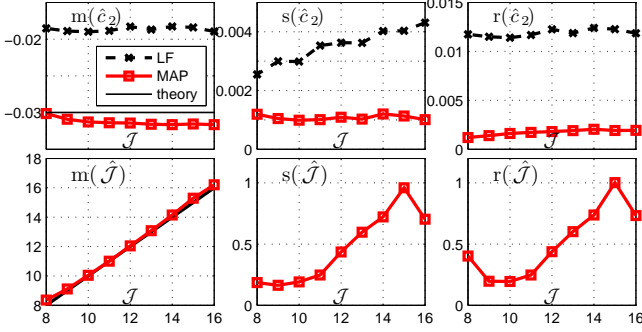 m(ĉ₂) s(ĉ₂) r(ĉ₂)
−0.02 0.004 0.01
LF
MAP
theory
0.002 0.005
−0.03
𝒥 0 𝒥 0 𝒥
18 m(𝒥̂) s(𝒥̂) r(𝒥̂)
16 1 1
14
12 0.5 0.5
10
8 𝒥 0 𝒥 0 𝒥
8 10 12 14 16 8 10 12 14 16 8 10 12 14 16